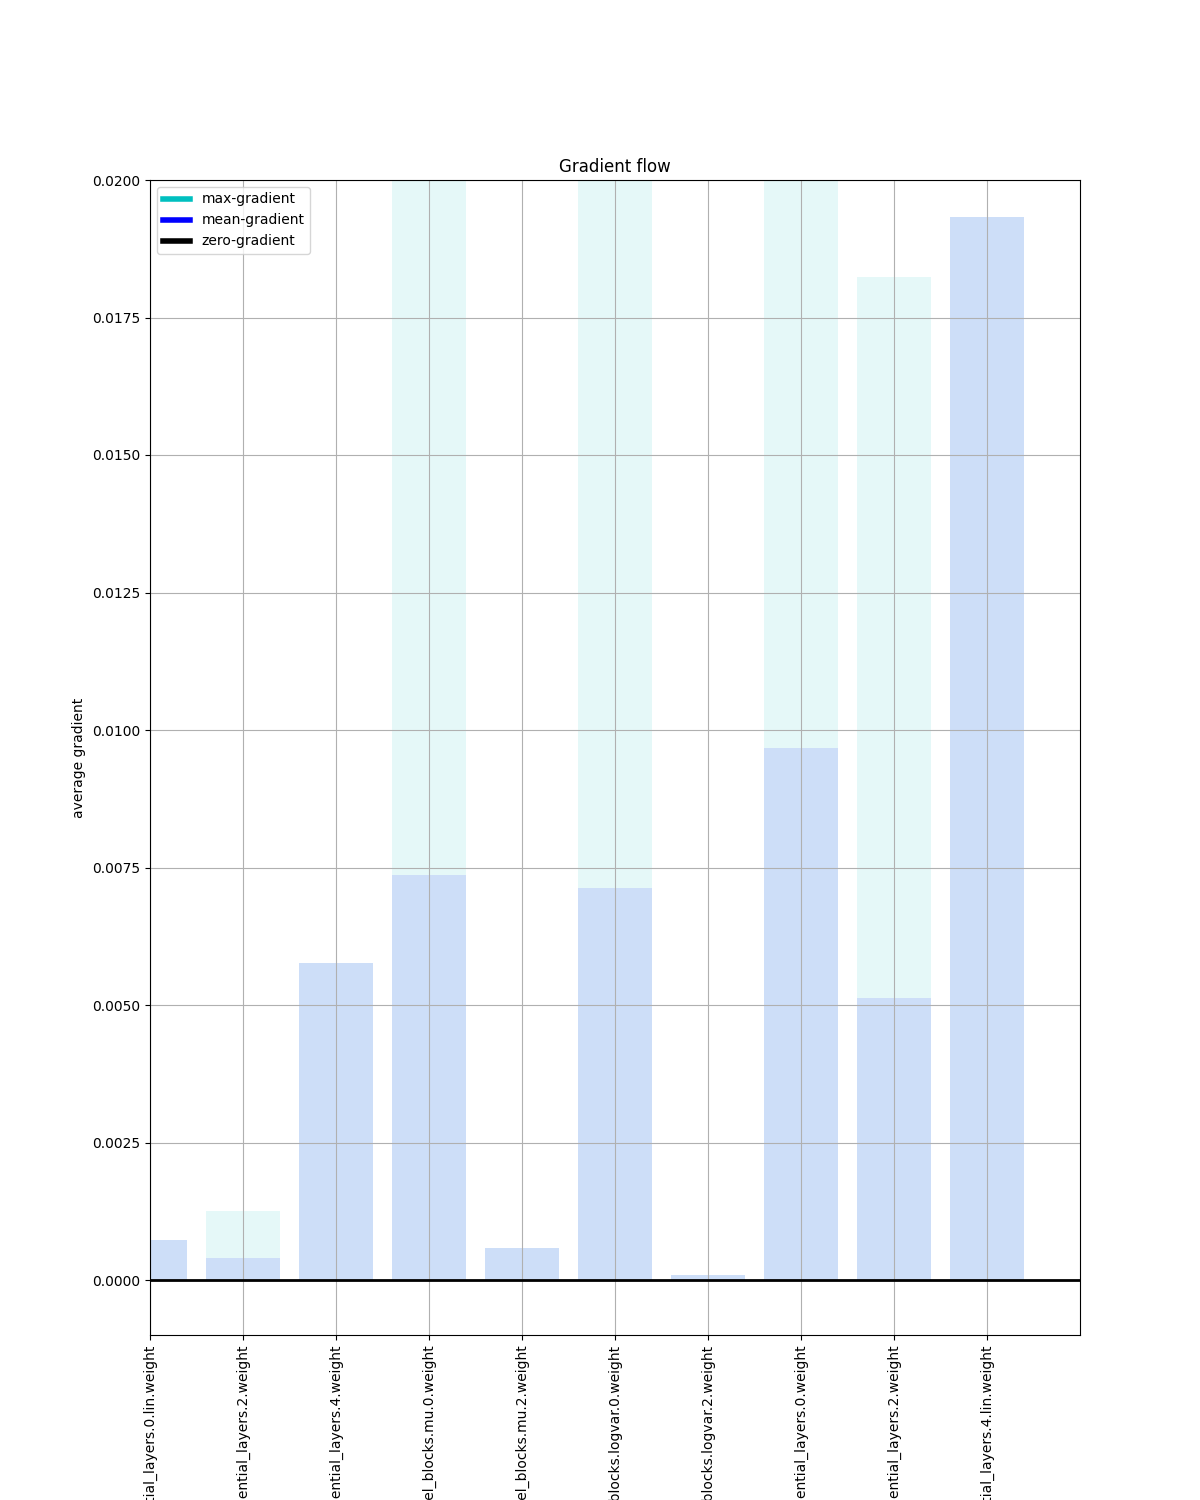 Gradient flow
max-gradient
mean-gradient
zero-gradient
0.0200
0.0175
0.0150
0.0125
0.0100
0.0075
0.0050
0.0025
0.0000
average gradient
tial_layers.0.lin.weight
ential_layers.2.weight
ential_layers.4.weight
el_blocks.mu.0.weight
el_blocks.mu.2.weight
blocks.logvar.0.weight
blocks.logvar.2.weight
ential_layers.0.weight
ential_layers.2.weight
tial_layers.4.lin.weight